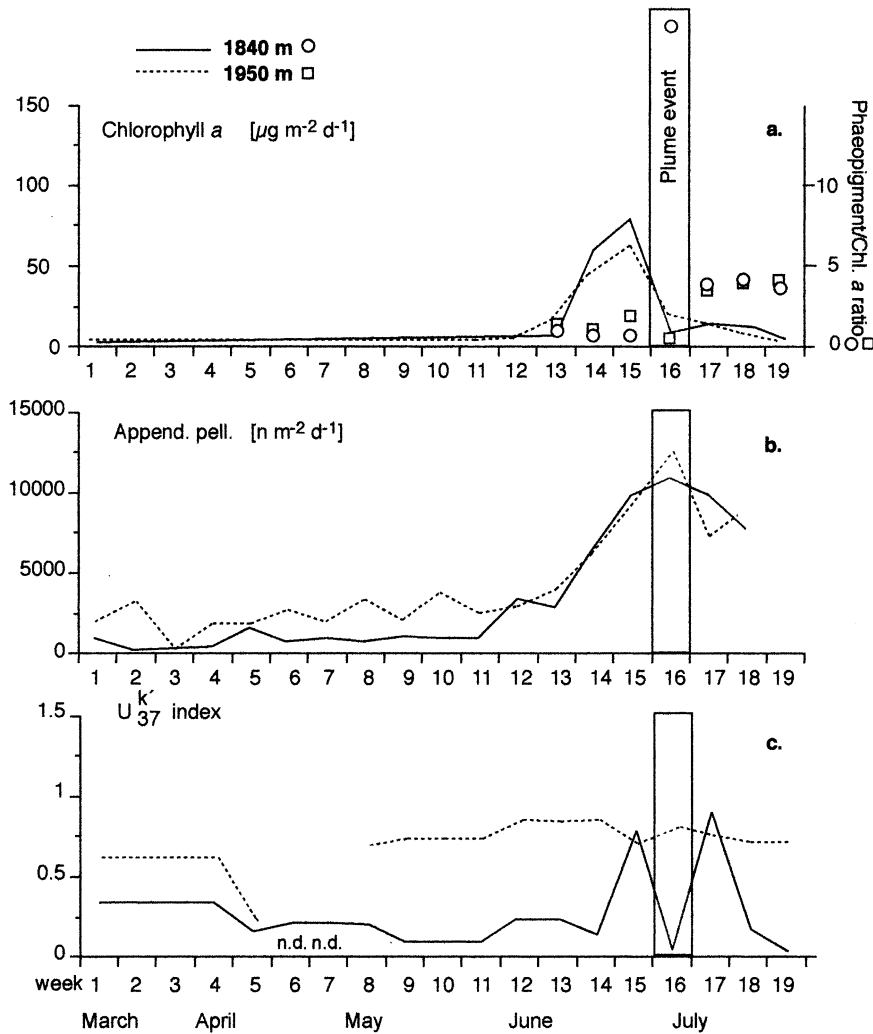 1840 m
1950 m
Plume event
150
100
50
0
Chlorophyll a [µg m-2 d-1]
a.
10
5
0
Phaeopigment/Chl. a ratio
1 2 3 4 5 6 7 8 9 10 11 12 13 14 15 16 17 18 19
15000
10000
5000
0
Append. pell. [n m-2 d-1]
b.
1 2 3 4 5 6 7 8 9 10 11 12 13 14 15 16 17 18 19
U k´ 37 index
1.5
1
0.5
0
c.
n.d. n.d.
week 1 2 3 4 5 6 7 8 9 10 11 12 13 14 15 16 17 18 19
March April May June July